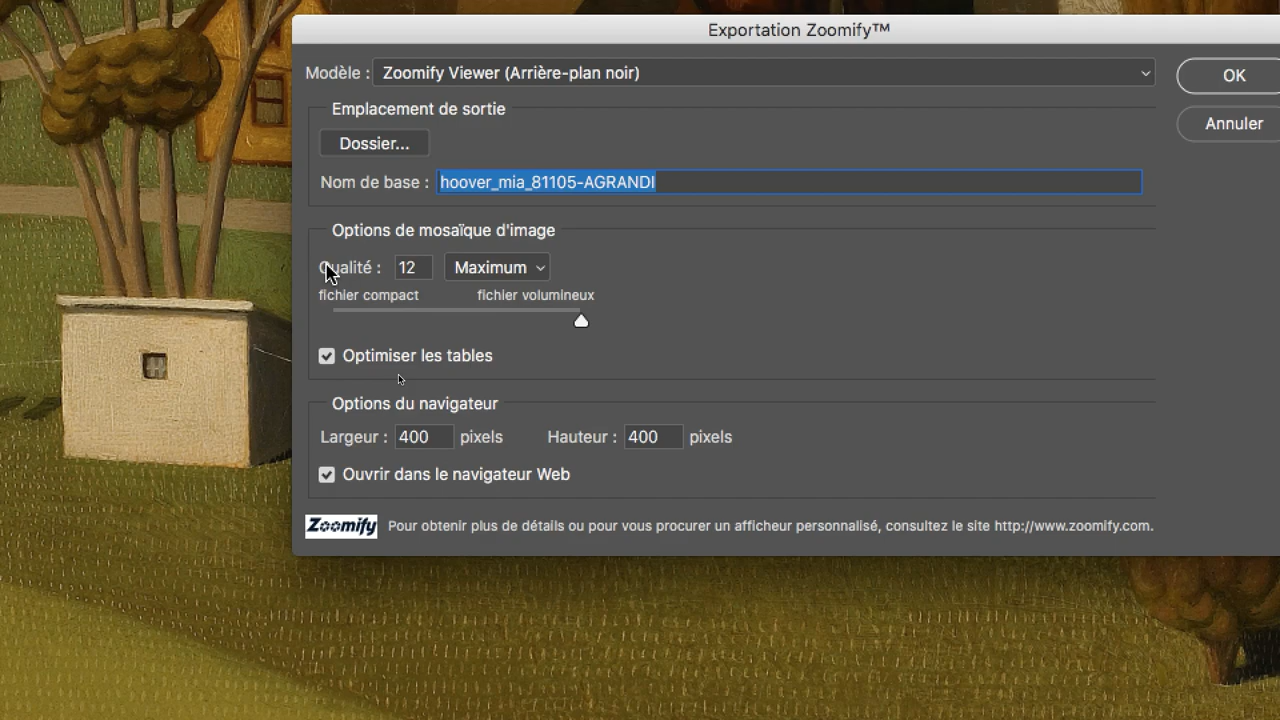 Exportation Zoomify™
Modèle : Zoomify Viewer (Arrière-plan noir)
OK
Emplacement de sortie
Annuler
Dossier...
Nom de base : hoover_mia_81105-AGRANDI
Options de mosaïque d'image
Qualité : 12 Maximum
fichier compact fichier volumineux
Optimiser les tables
Options du navigateur
Largeur : 400 pixels Hauteur : 400 pixels
Ouvrir dans le navigateur Web
Zoomify Pour obtenir plus de détails ou pour vous procurer un afficheur personnalisé, consultez le site http://www.zoomify.com.